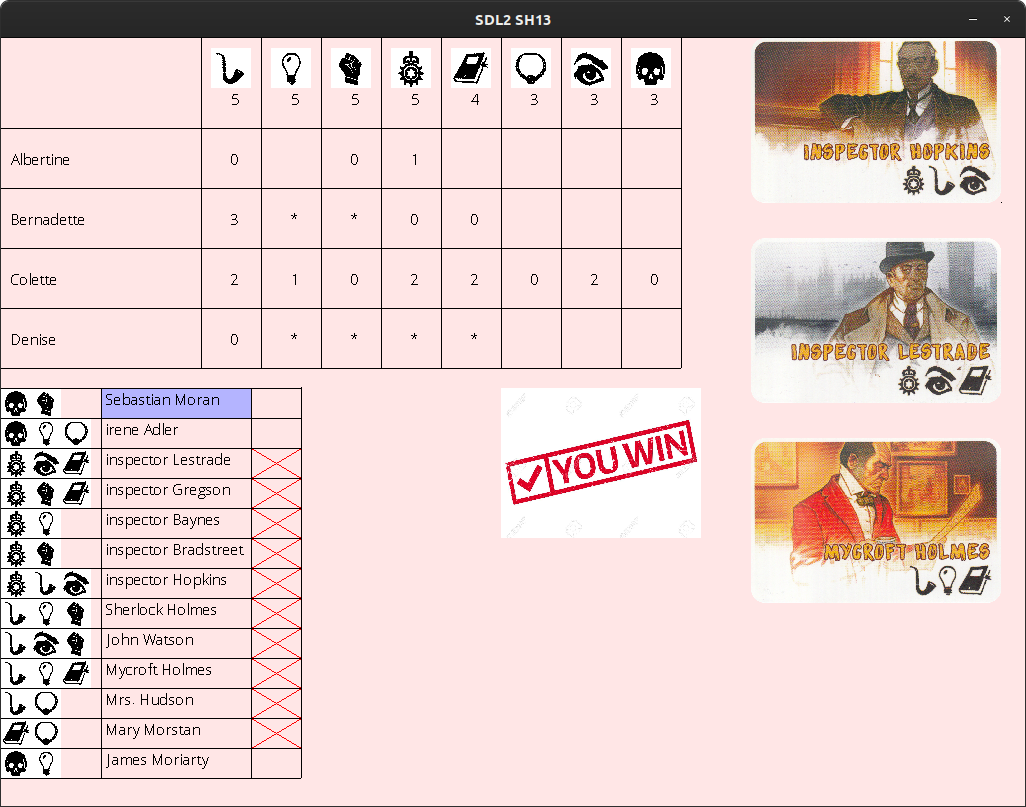 SDL2 SH13
5 5 5 5 4 3 3 3
Albertine 0 0 1
Bernadette 3 * * 0 0
Colette 2 1 0 2 2 0 2 0
Denise 0 * * * *
Sebastian Moran
irene Adler
inspector Lestrade
inspector Gregson
inspector Baynes
inspector Bradstreet
inspector Hopkins
Sherlock Holmes
John Watson
Mycroft Holmes
Mrs. Hudson
Mary Morstan
James Moriarty
YOU WIN
INSPECTOR HOPKINS
INSPECTOR LESTRADE
MYCROFT HOLMES